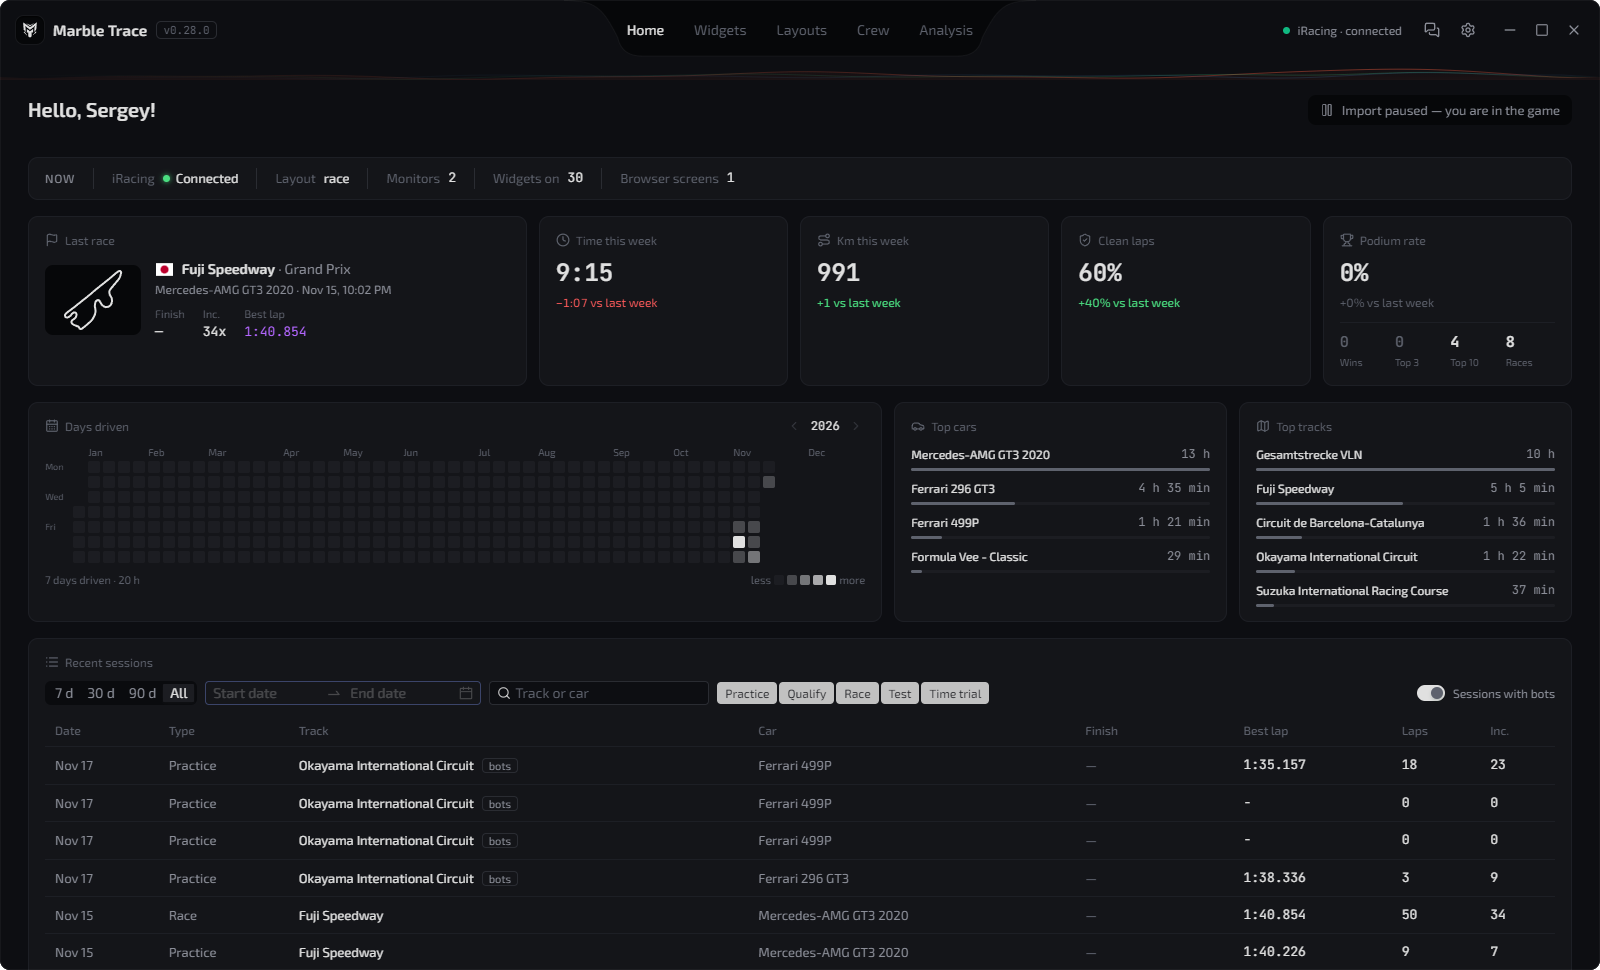 Marble Trace v0.28.0 Home Widgets Layouts Crew Analysis iRacing · connected
Hello, Sergey! Import paused — you are in the game
NOW iRacing Connected Layout race Monitors 2 Widgets on 30 Browser screens 1
Last race
Fuji Speedway · Grand Prix
Mercedes-AMG GT3 2020 · Nov 15, 10:02 PM
Finish Inc. Best lap
— 34x 1:40.854
Time this week
9:15
−1:07 vs last week
Km this week
991
+1 vs last week
Clean laps
60%
+40% vs last week
Podium rate
0%
+0% vs last week
0 0 4 8
Wins Top 3 Top 10 Races
Days driven 2026
Jan Feb Mar Apr May Jun Jul Aug Sep Oct Nov Dec
Mon
Wed
Fri
7 days driven · 20 h less more
Top cars
Mercedes-AMG GT3 2020 13 h
Ferrari 296 GT3 4 h 35 min
Ferrari 499P 1 h 21 min
Formula Vee - Classic 29 min
Top tracks
Gesamtstrecke VLN 10 h
Fuji Speedway 5 h 5 min
Circuit de Barcelona-Catalunya 1 h 36 min
Okayama International Circuit 1 h 22 min
Suzuka International Racing Course 37 min
Recent sessions
7 d 30 d 90 d All Start date End date Track or car Practice Qualify Race Test Time trial Sessions with bots
Date Type Track Car Finish Best lap Laps Inc.
Nov 17 Practice Okayama International Circuit bots Ferrari 499P — 1:35.157 18 23
Nov 17 Practice Okayama International Circuit bots Ferrari 499P — - 0 0
Nov 17 Practice Okayama International Circuit bots Ferrari 499P — - 0 0
Nov 17 Practice Okayama International Circuit bots Ferrari 296 GT3 — 1:38.336 3 9
Nov 15 Race Fuji Speedway Mercedes-AMG GT3 2020 — 1:40.854 50 34
Nov 15 Practice Fuji Speedway Mercedes-AMG GT3 2020 — 1:40.226 9 7